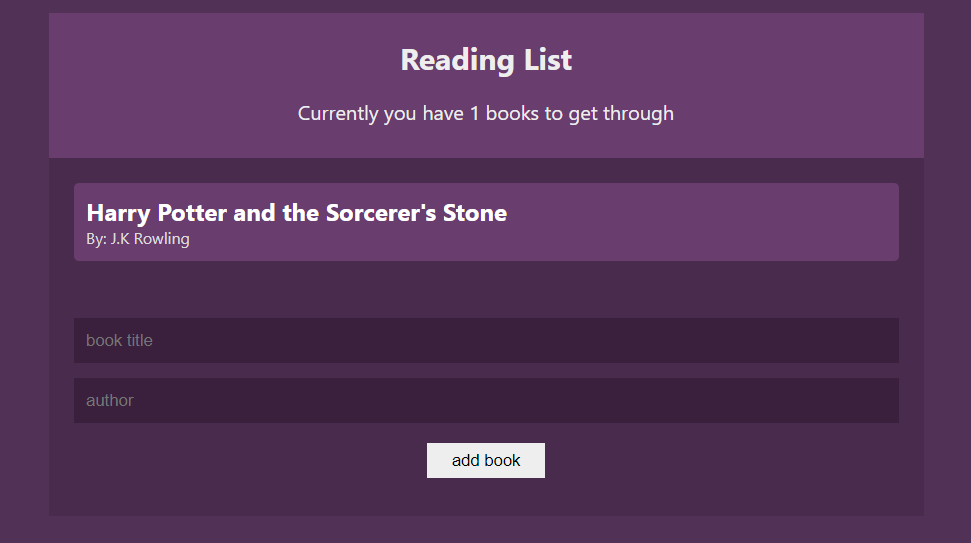 Reading List
Currently you have 1 books to get through
Harry Potter and the Sorcerer's Stone
By: J.K Rowling
book title
author
add book